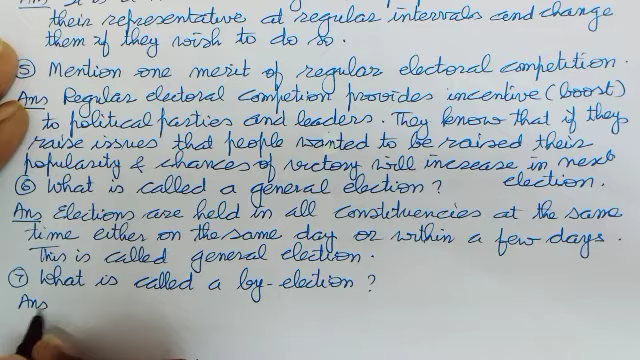 their representative at regular intervals and change
them if they wish to do so.
⑤ Mention one merit of regular electoral competition.
Ans Regular electoral competion provides incentive (boost)
to political parties and leaders. They know that if they
raise issues that people wanted to be raised their
popularity & chances of victory will increase in next
election.
⑥ What is called a general election?
Ans Elections are held in all constituencies at the same
time either on the same day or within a few days.
This is called general election.
⑦ What is called a by-election?
Ans